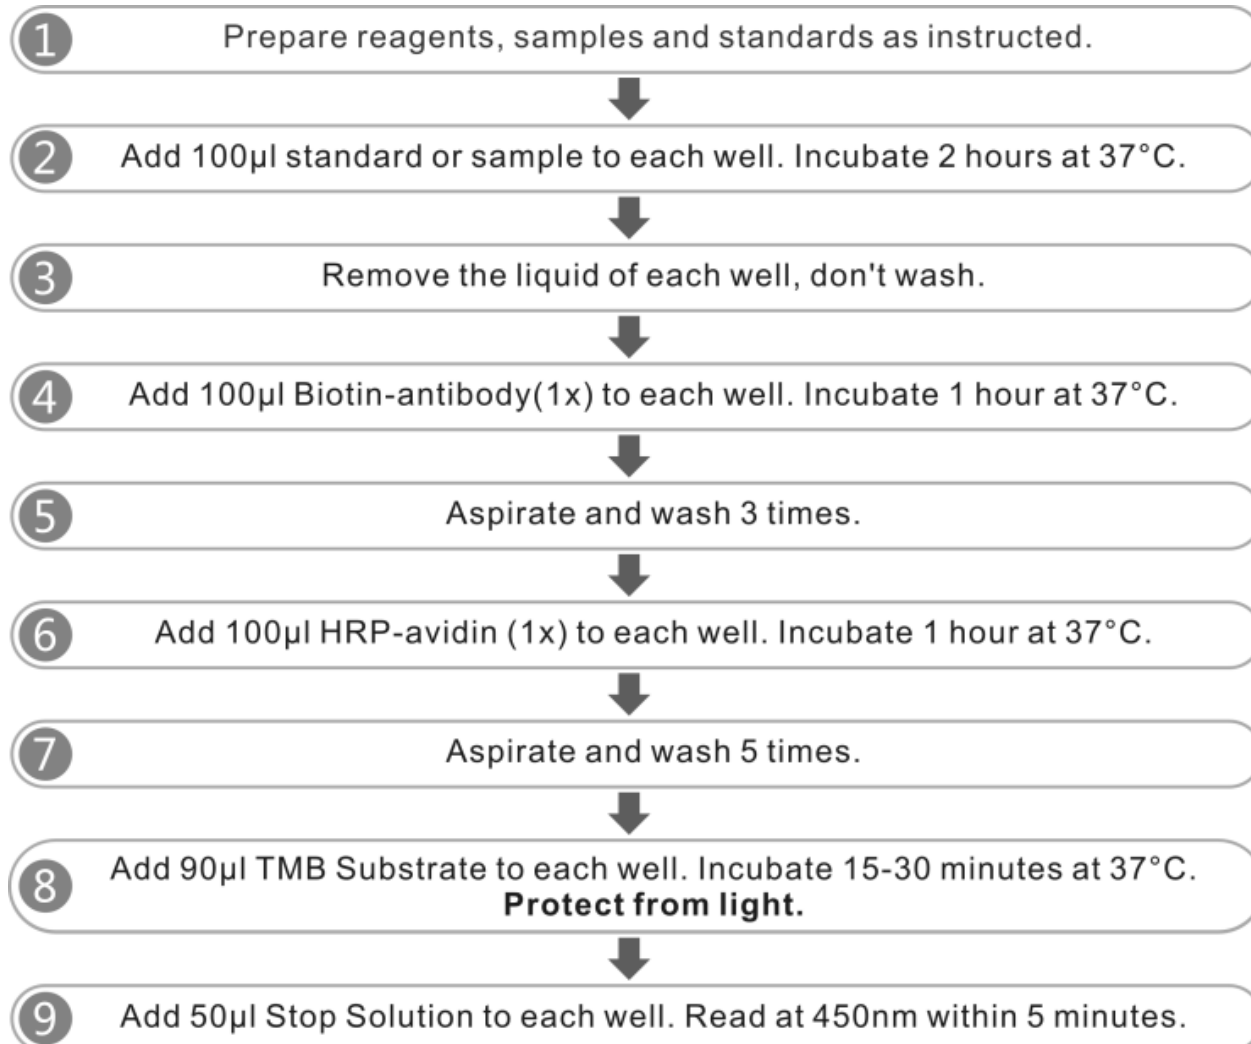 1 Prepare reagents, samples and standards as instructed.
2 Add 100µl standard or sample to each well. Incubate 2 hours at 37°C.
3 Remove the liquid of each well, don't wash.
4 Add 100µl Biotin-antibody(1x) to each well. Incubate 1 hour at 37°C.
5 Aspirate and wash 3 times.
6 Add 100µl HRP-avidin (1x) to each well. Incubate 1 hour at 37°C.
7 Aspirate and wash 5 times.
8 Add 90µl TMB Substrate to each well. Incubate 15-30 minutes at 37°C.
Protect from light.
9 Add 50µl Stop Solution to each well. Read at 450nm within 5 minutes.